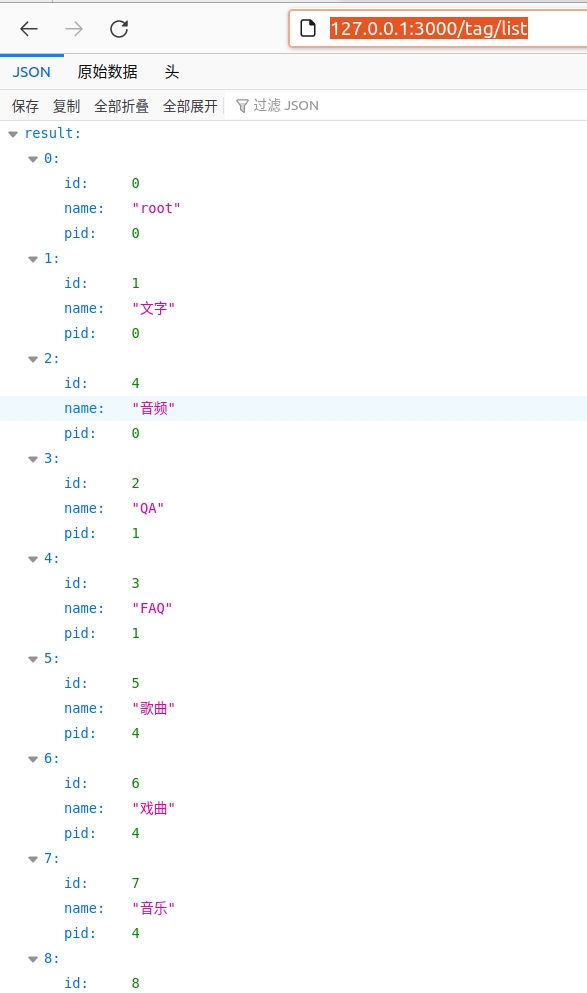 127.0.0.1:3000/tag/list
JSON 原始数据 头
保存 复制 全部折叠 全部展开 过滤 JSON
result:
0:
id: 0
name: "root"
pid: 0
1:
id: 1
name: "文字"
pid: 0
2:
id: 4
name: "音频"
pid: 0
3:
id: 2
name: "QA"
pid: 1
4:
id: 3
name: "FAQ"
pid: 1
5:
id: 5
name: "歌曲"
pid: 4
6:
id: 6
name: "戏曲"
pid: 4
7:
id: 7
name: "音乐"
pid: 4
8:
id: 8